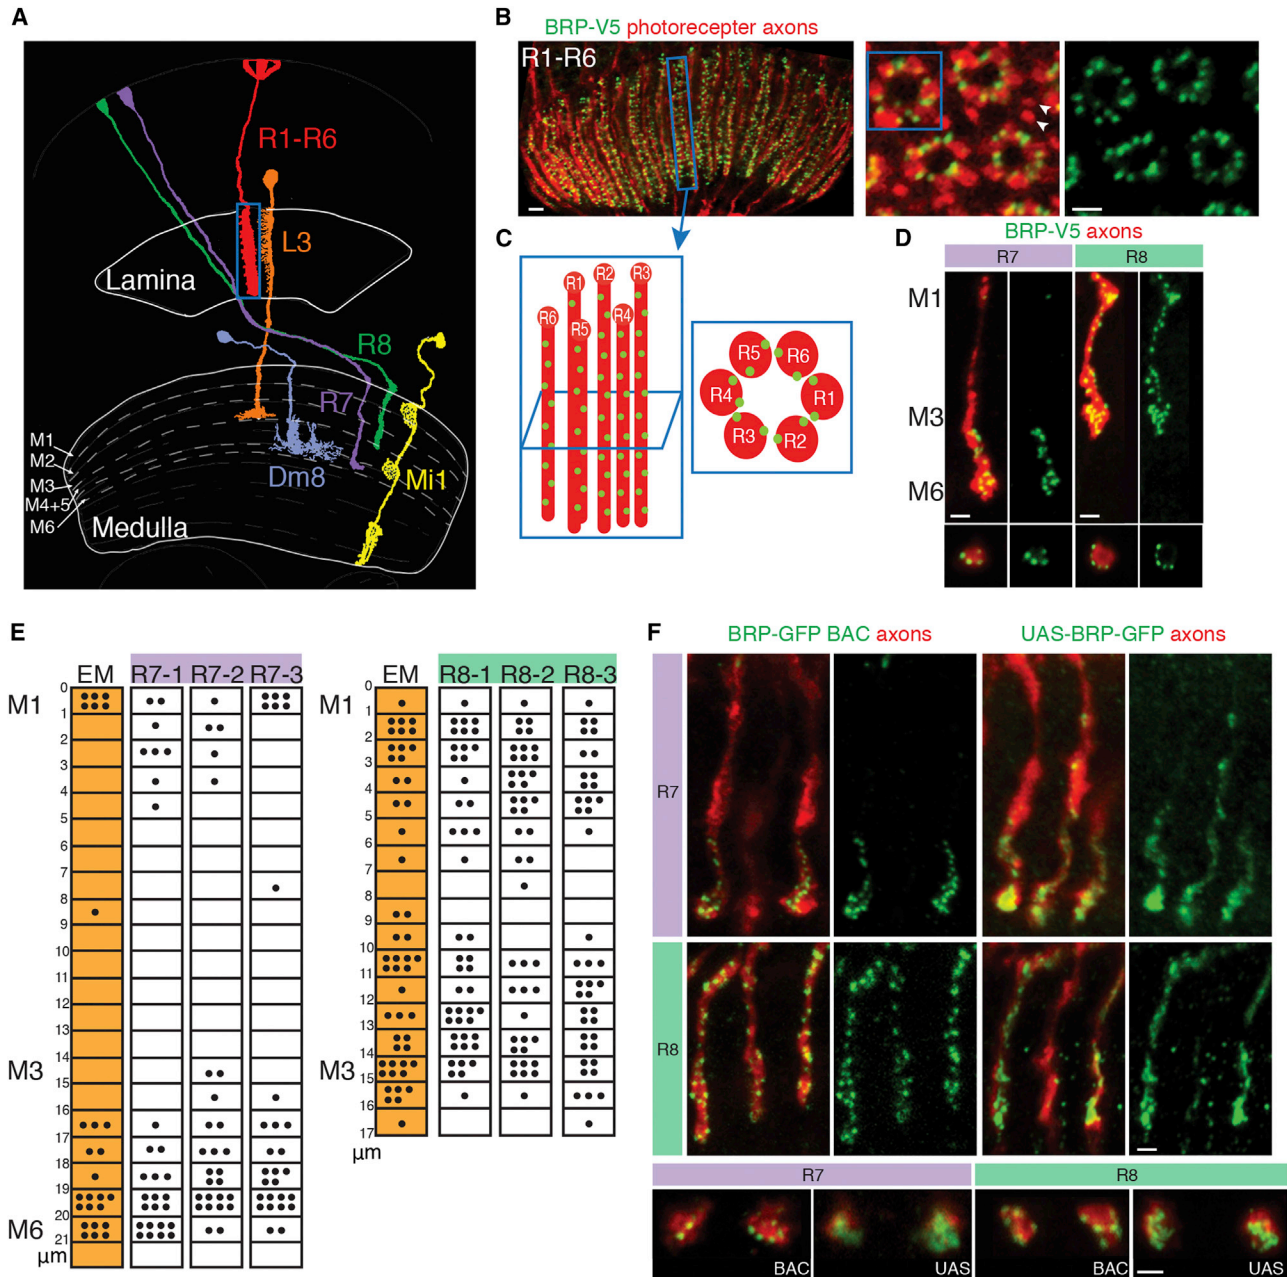 A
R1-R6
L3
Lamina
R8
R7
Dm8
Mi1
M1
M2
M3
M4+5
M6
Medulla
B
BRP-V5 photorecepter axons
R1-R6
C
R1
R2
R3
R6
R5
R4
R5
R6
R4
R1
R3
R2
D
BRP-V5 axons
R7
R8
M1
M3
M6
E
EM
R7-1
R7-2
R7-3
M1
M3
M6
0
1
2
3
4
5
6
7
8
9
10
11
12
13
14
15
16
17
18
19
20
21
μm
EM
R8-1
R8-2
R8-3
M1
M3
0
1
2
3
4
5
6
7
8
9
10
11
12
13
14
15
16
17
μm
F
BRP-GFP BAC axons
UAS-BRP-GFP axons
R7
R8
R7
R8
BAC
UAS
BAC
UAS